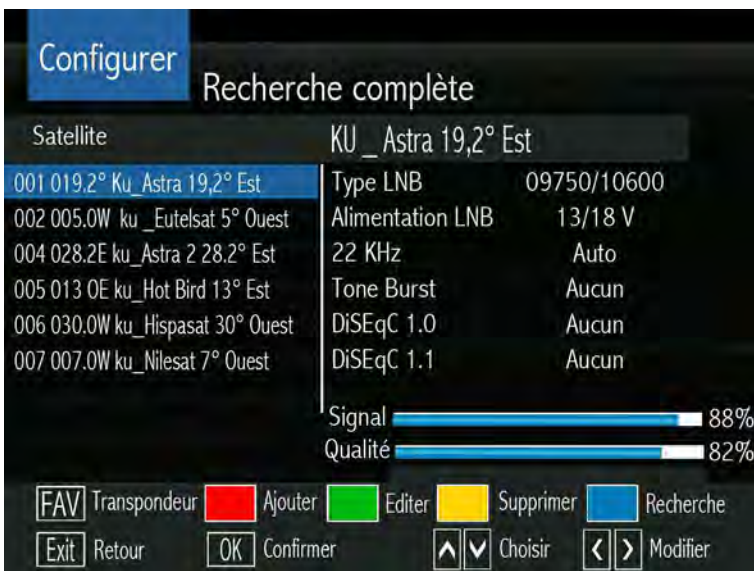 Configurer
Recherche complète
Satellite
KU _ Astra 19,2° Est
001 019.2° Ku_Astra 19,2° Est
002 005.0W ku _Eutelsat 5° Ouest
004 028.2E ku_Astra 2 28.2° Est
005 013 0E ku_Hot Bird 13° Est
006 030.0W ku_Hispasat 30° Ouest
007 007.0W ku_Nilesat 7° Ouest
Type LNB 09750/10600
Alimentation LNB 13/18 V
22 KHz Auto
Tone Burst Aucun
DiSEqC 1.0 Aucun
DiSEqC 1.1 Aucun
Signal 88%
Qualité 82%
FAV Transpondeur Ajouter Editer Supprimer Recherche
Exit Retour OK Confirmer Choisir Modifier